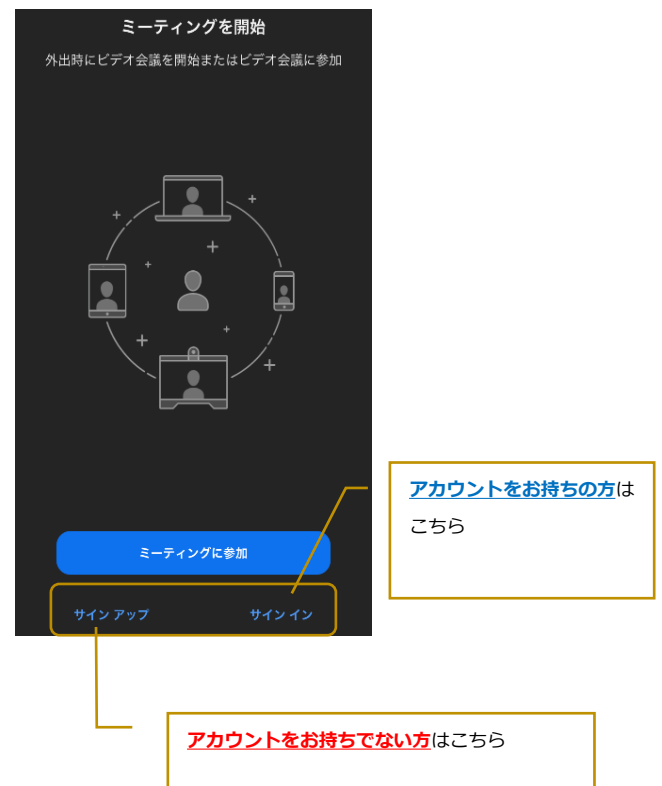 ミーティングを開始
外出時にビデオ会議を開始またはビデオ会議に参加
アカウントをお持ちの方は
こちら
ミーティングに参加
サイン アップ
サイン イン
アカウントをお持ちでない方はこちら